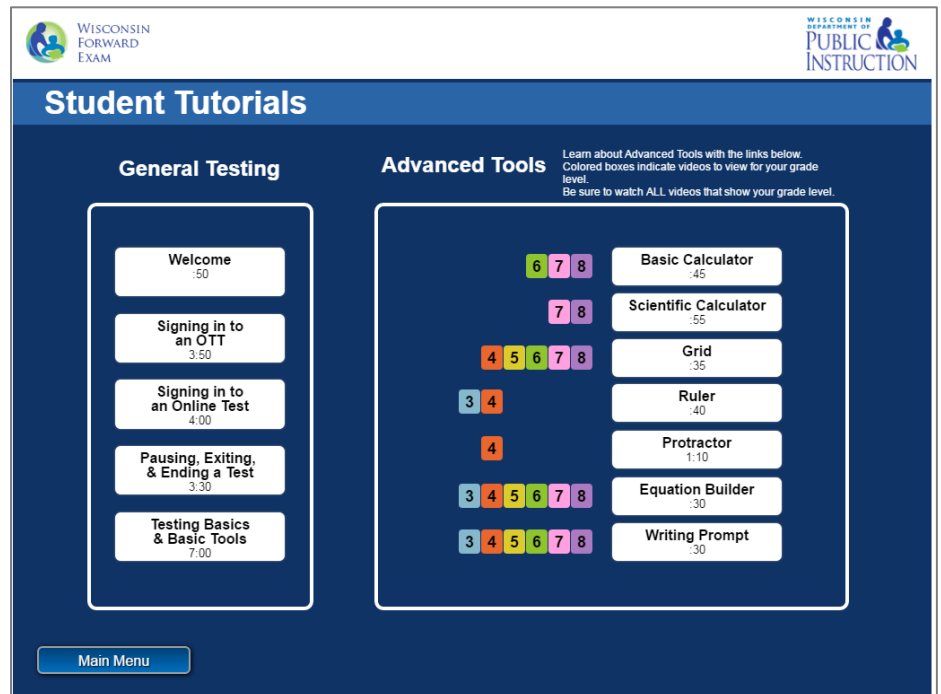 WISCONSIN
FORWARD
EXAM
WISCONSIN
DEPARTMENT OF
PUBLIC
INSTRUCTION
Student Tutorials
General Testing
Welcome
:50
Signing in to
an OTT
3:50
Signing in to
an Online Test
4:00
Pausing, Exiting,
& Ending a Test
3:30
Testing Basics
& Basic Tools
7:00
Advanced Tools
Learn about Advanced Tools with the links below.
Colored boxes indicate videos to view for your grade
level.
Be sure to watch ALL videos that show your grade level.
6 7 8 Basic Calculator
:45
7 8 Scientific Calculator
:55
4 5 6 7 8 Grid
:35
3 4 Ruler
:40
4 Protractor
1:10
3 4 5 6 7 8 Equation Builder
:30
3 4 5 6 7 8 Writing Prompt
:30
Main Menu